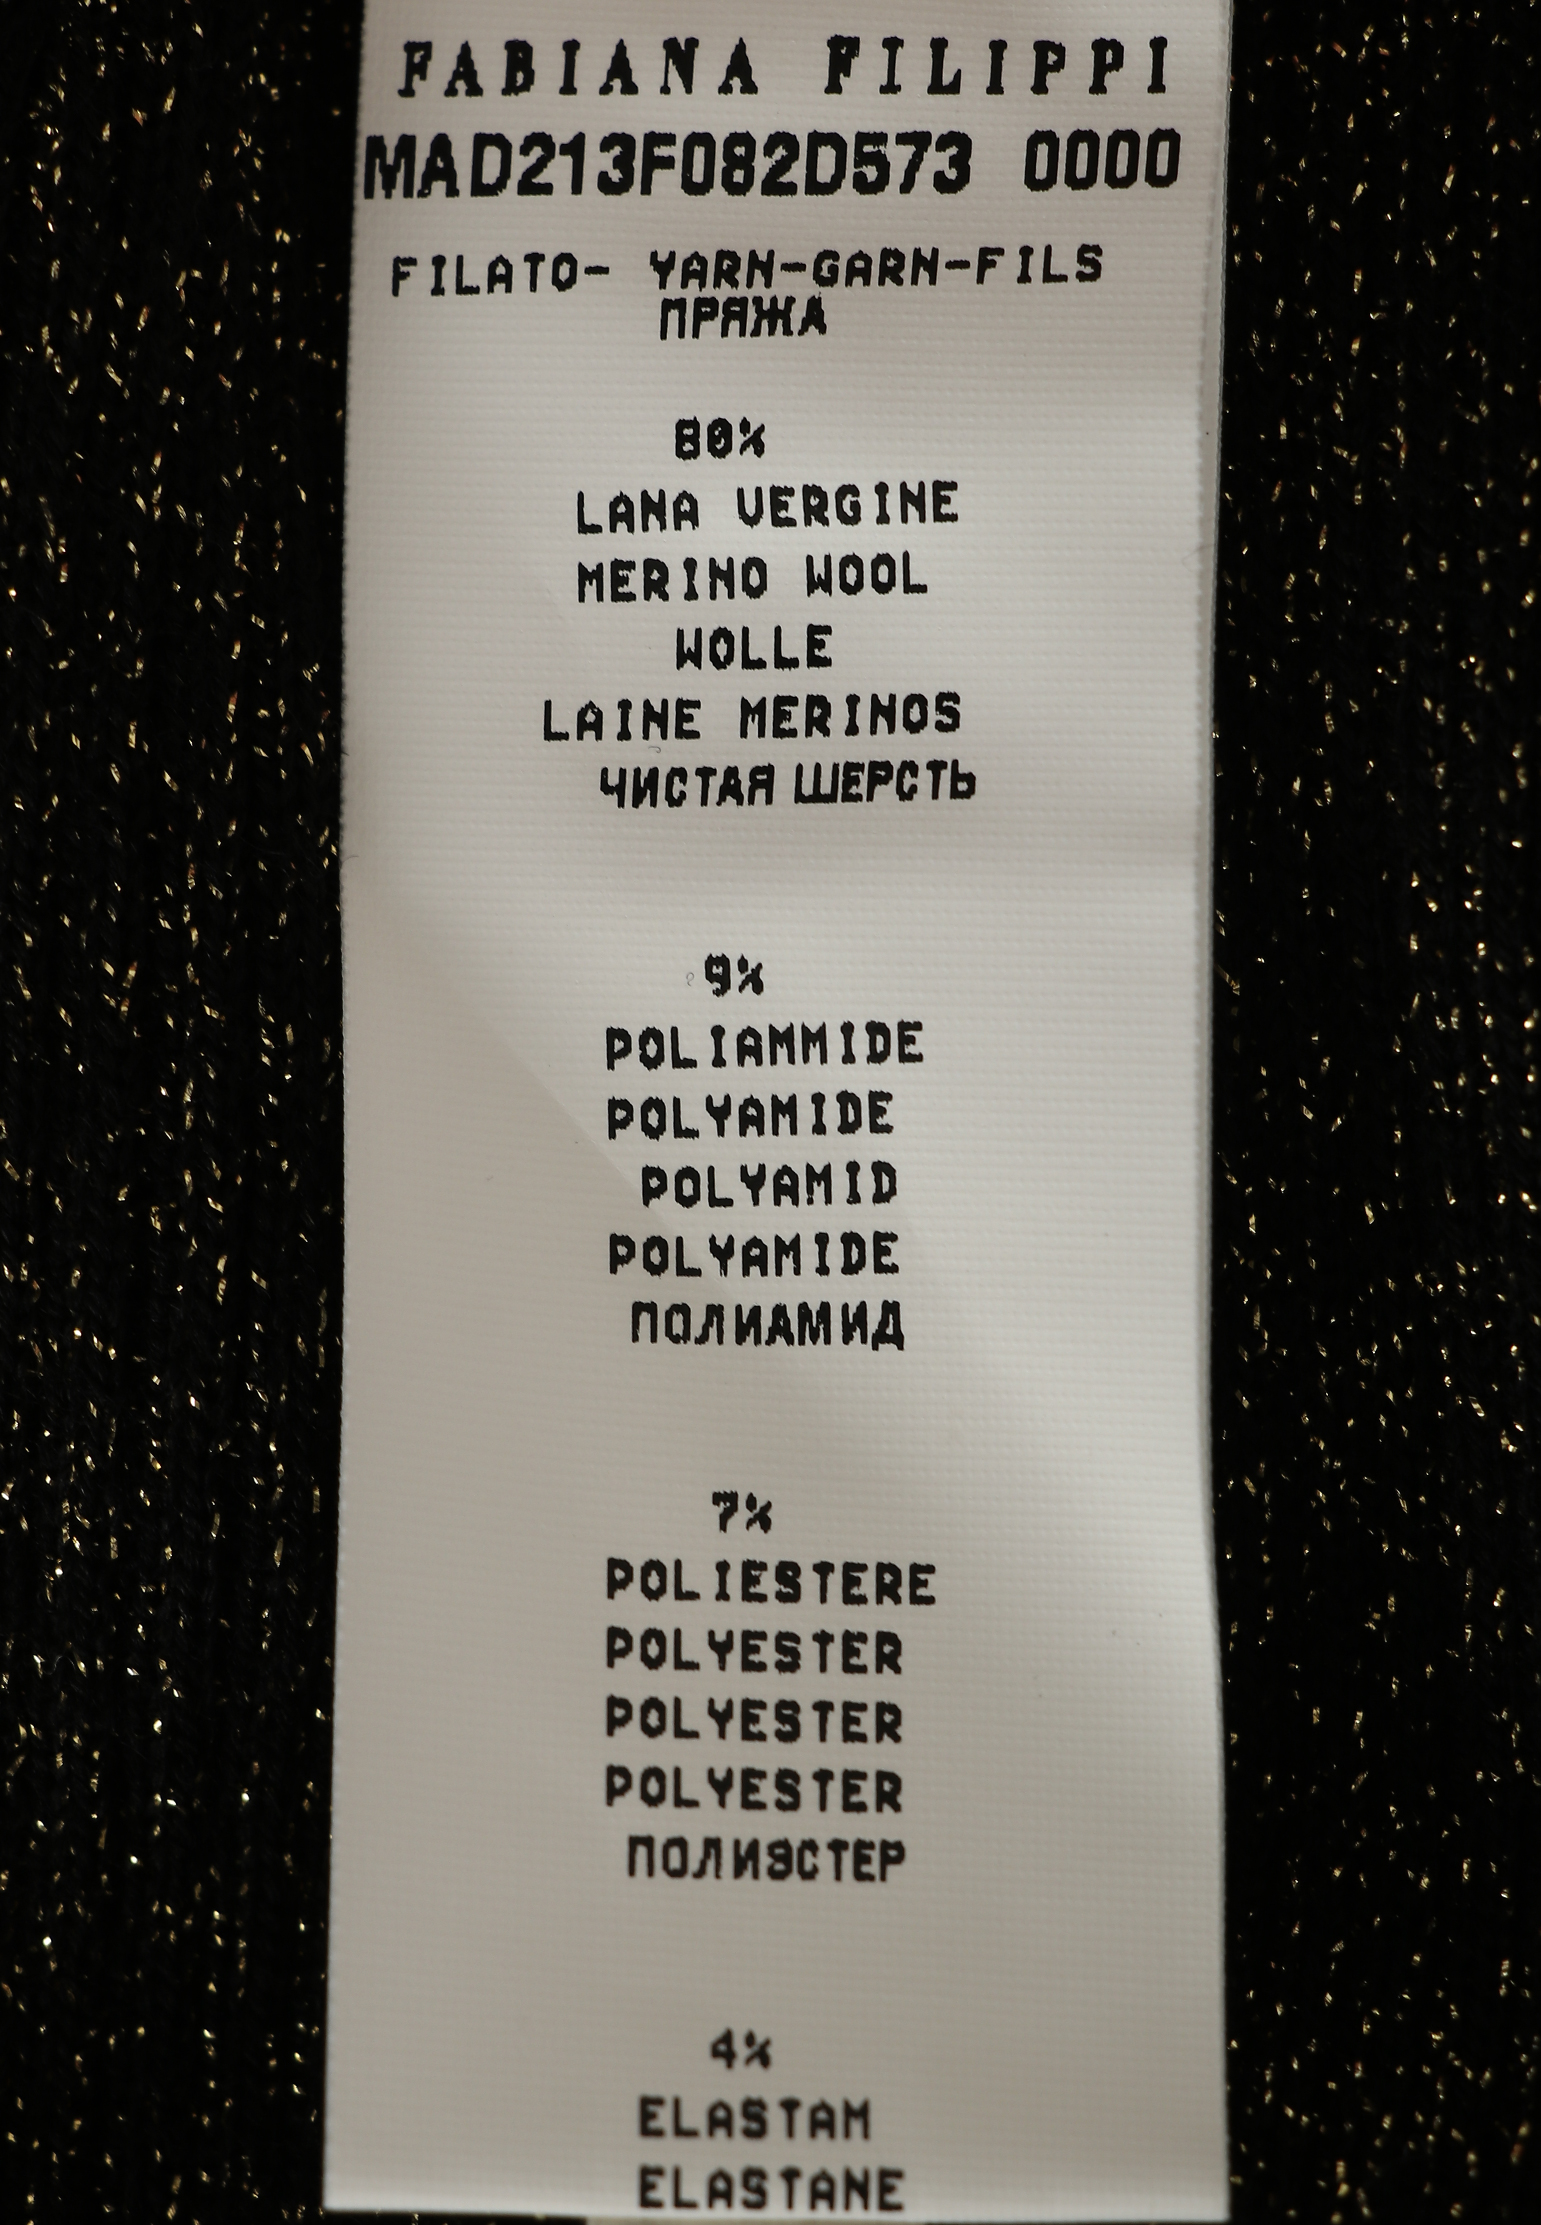 FABIANA FILIPPI
MAD213F082D573 0000
FILATO- YARN-GARN-FILS
ПРЯЖА
80%
LANA VERGINE
MERINO WOOL
WOLLE
LAINE MERINOS
ЧИСТАЯ ШЕРСТЬ
9%
POLIAMMIDE
POLYAMIDE
POLYAMID
POLYAMIDE
ПОЛИАМИД
7%
POLIESTERE
POLYESTER
POLYESTER
POLYESTER
ПОЛИЭСТЕР
4%
ELASTAM
ELASTANE